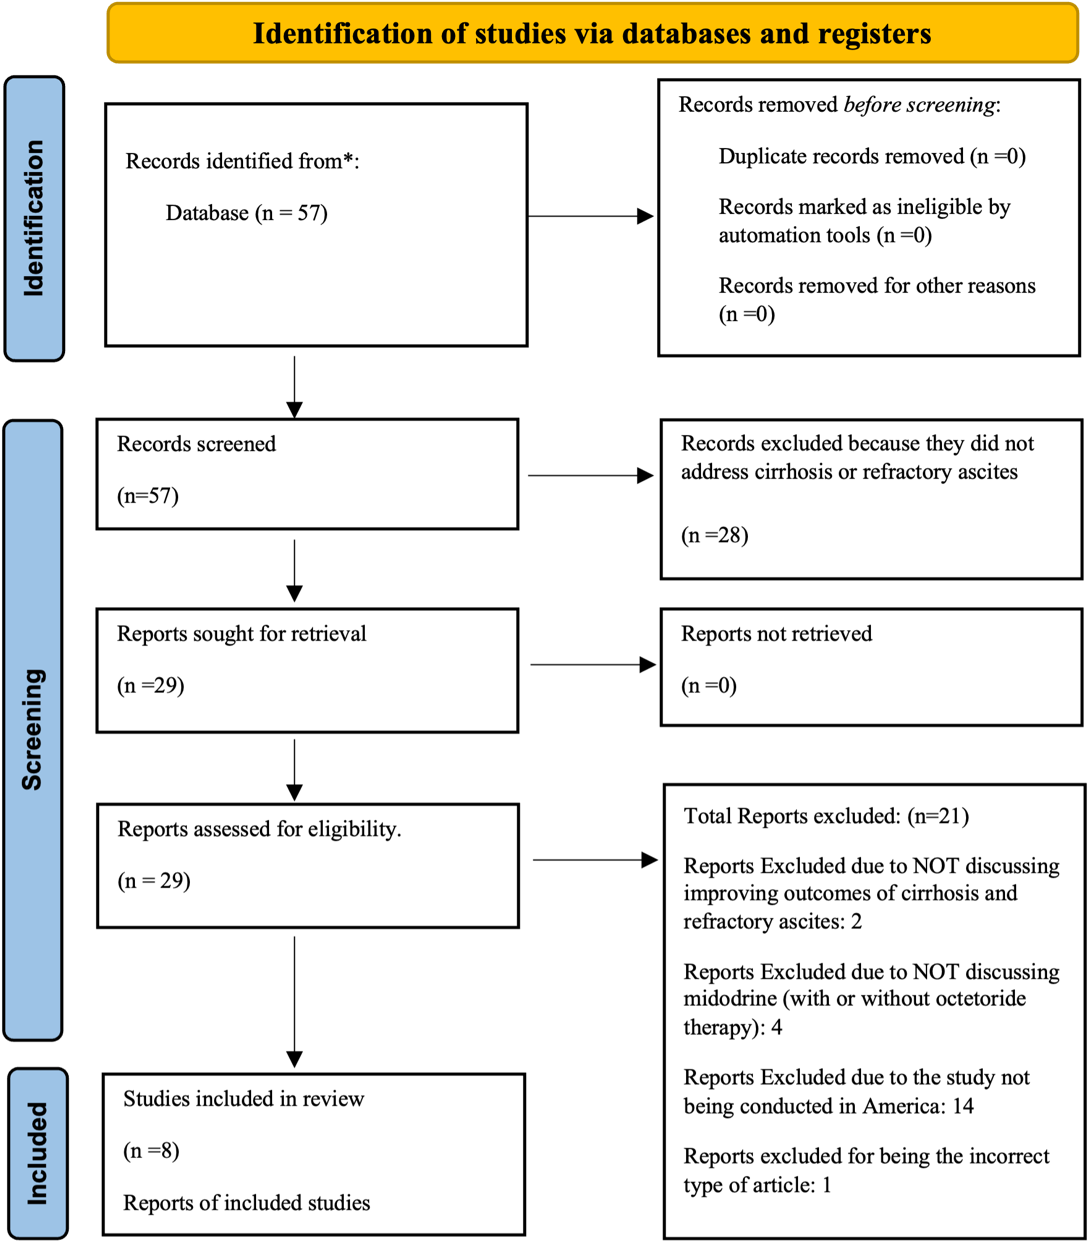 Identification of studies via databases and registers
Identification
Records identified from*:
Database (n = 57)
Records removed before screening:
Duplicate records removed (n =0)
Records marked as ineligible by
automation tools (n =0)
Records removed for other reasons
(n =0)
Screening
Records screened
(n=57)
Records excluded because they did not
address cirrhosis or refractory ascites
(n =28)
Reports sought for retrieval
(n =29)
Reports not retrieved
(n =0)
Reports assessed for eligibility.
(n = 29)
Total Reports excluded: (n=21)
Reports Excluded due to NOT discussing
improving outcomes of cirrhosis and
refractory ascites: 2
Reports Excluded due to NOT discussing
midodrine (with or without octetoride
therapy): 4
Reports Excluded due to the study not
being conducted in America: 14
Reports excluded for being the incorrect
type of article: 1
Included
Studies included in review
(n =8)
Reports of included studies